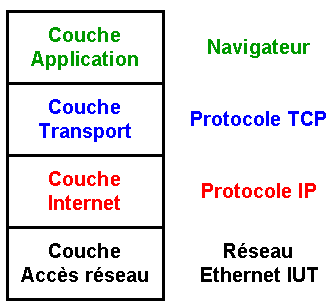 Couche
Application
Navigateur
Couche
Transport
Protocole TCP
Couche
Internet
Protocole IP
Couche
Accès réseau
Réseau
Ethernet IUT